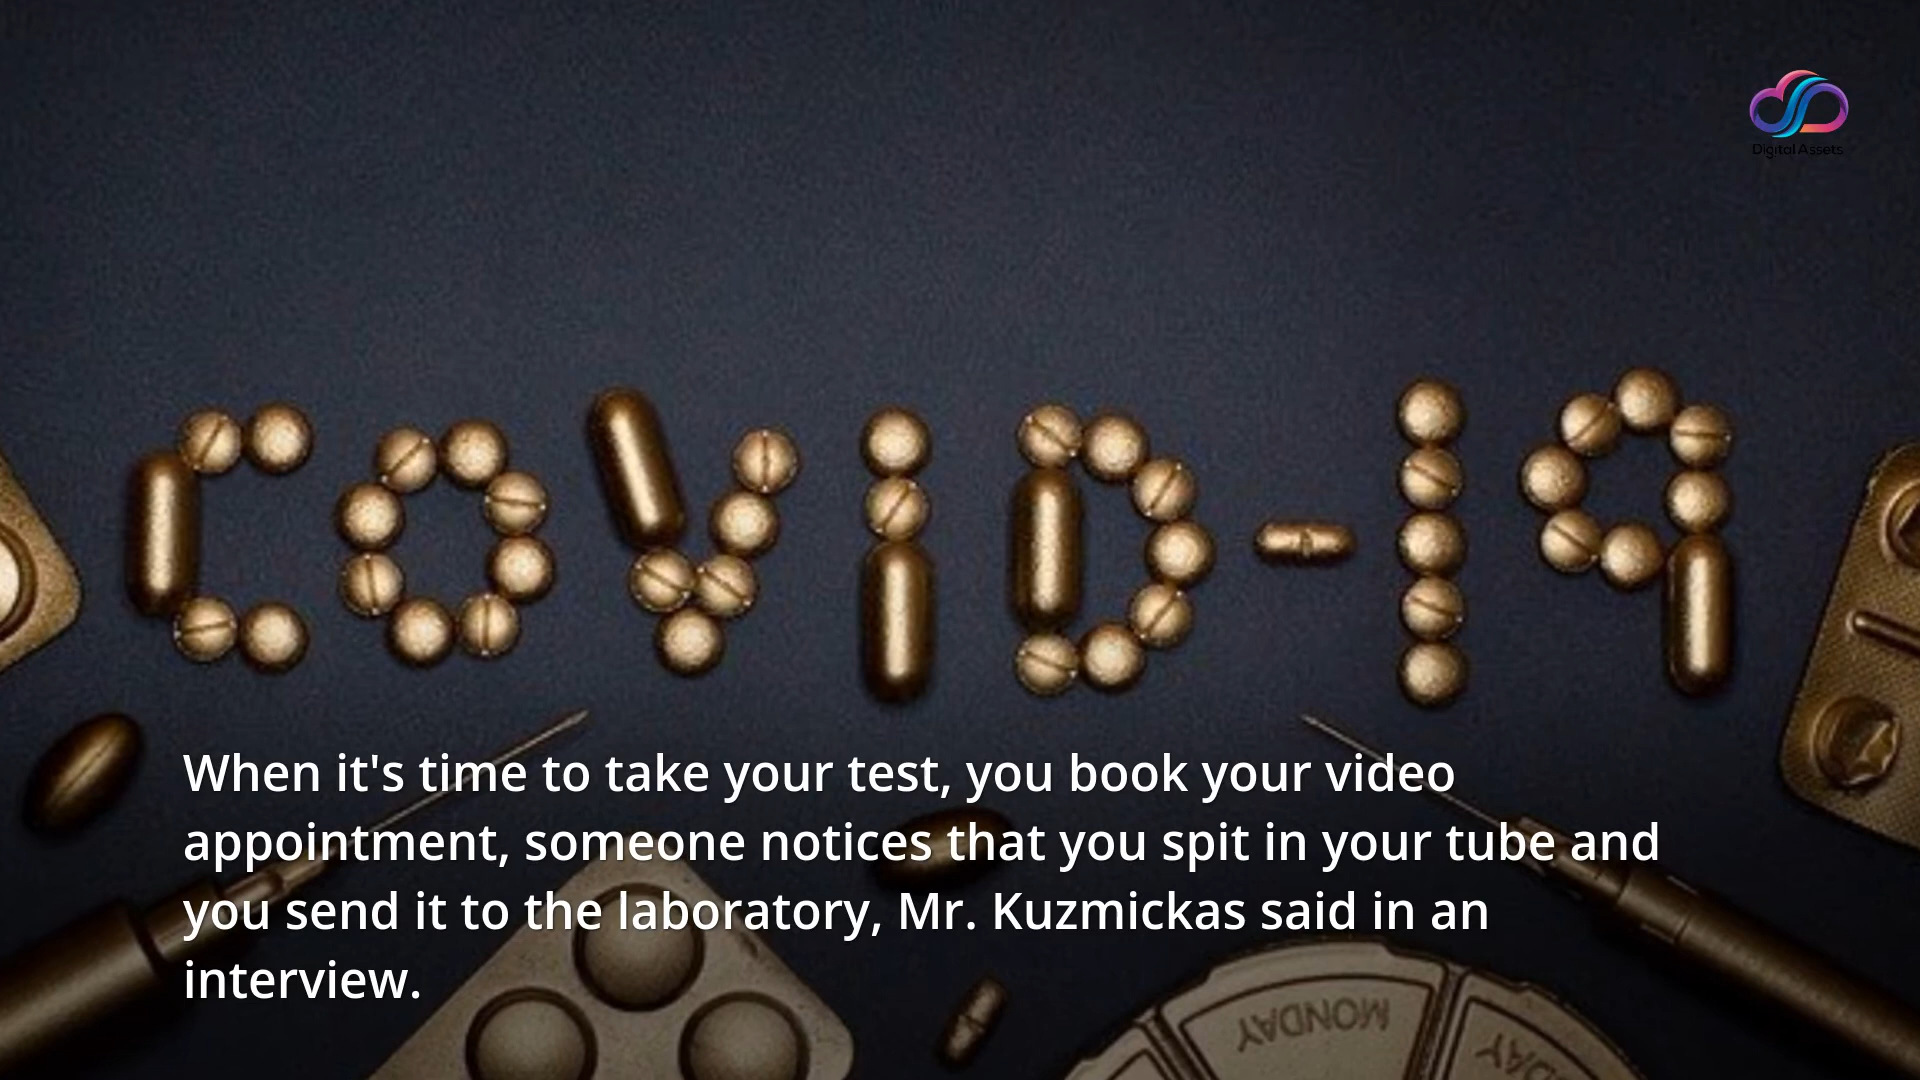 Digital Assets
COVID-19
When it's time to take your test, you book your video
appointment, someone notices that you spit in your tube and
you send it to the laboratory, Mr. Kuzmickas said in an
interview.
MONDAY